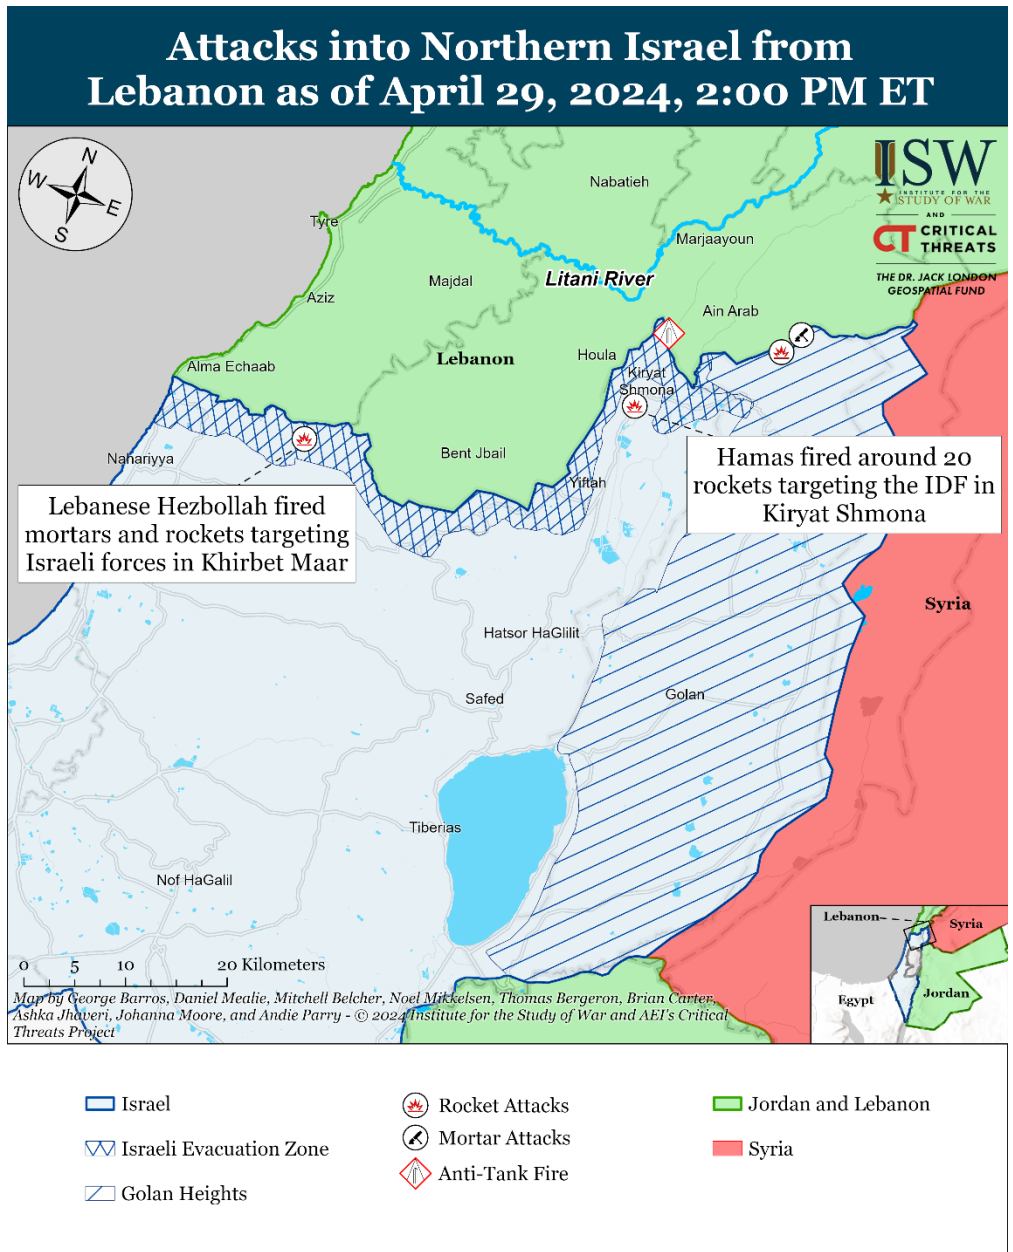 Attacks into Northern Israel from
Lebanon as of April 29, 2024, 2:00 PM ET
N
W
E
S
ISW
INSTITUTE FOR THE
STUDY OF WAR
AND
CT CRITICAL
THREATS
THE DR. JACK LONDON
GEOSPATIAL FUND
Nabatieh
Tyre
Marjaayoun
Majdal
Litani River
Aziz
Ain Arab
Lebanon
Houla
Alma Echaab
Kiryat
Shmona
Bent Jbail
Nahariyya
Yiftah
Hamas fired around 20
rockets targeting the IDF in
Kiryat Shmona
Lebanese Hezbollah fired
mortars and rockets targeting
Israeli forces in Khirbet Maar
Syria
Hatsor HaGlilit
Safed
Golan
Tiberias
Nof HaGalil
Lebanon
Syria
Egypt
Jordan
0 5 10 20 Kilometers
Map by George Barros, Daniel Mealie, Mitchell Belcher, Noel Mikkelsen, Thomas Bergeron, Brian Carter,
Ashka Jhaveri, Johanna Moore, and Andie Parry - © 2024 Institute for the Study of War and AEI's Critical
Threats Project
Israel
Israeli Evacuation Zone
Golan Heights
Rocket Attacks
Mortar Attacks
Anti-Tank Fire
Jordan and Lebanon
Syria